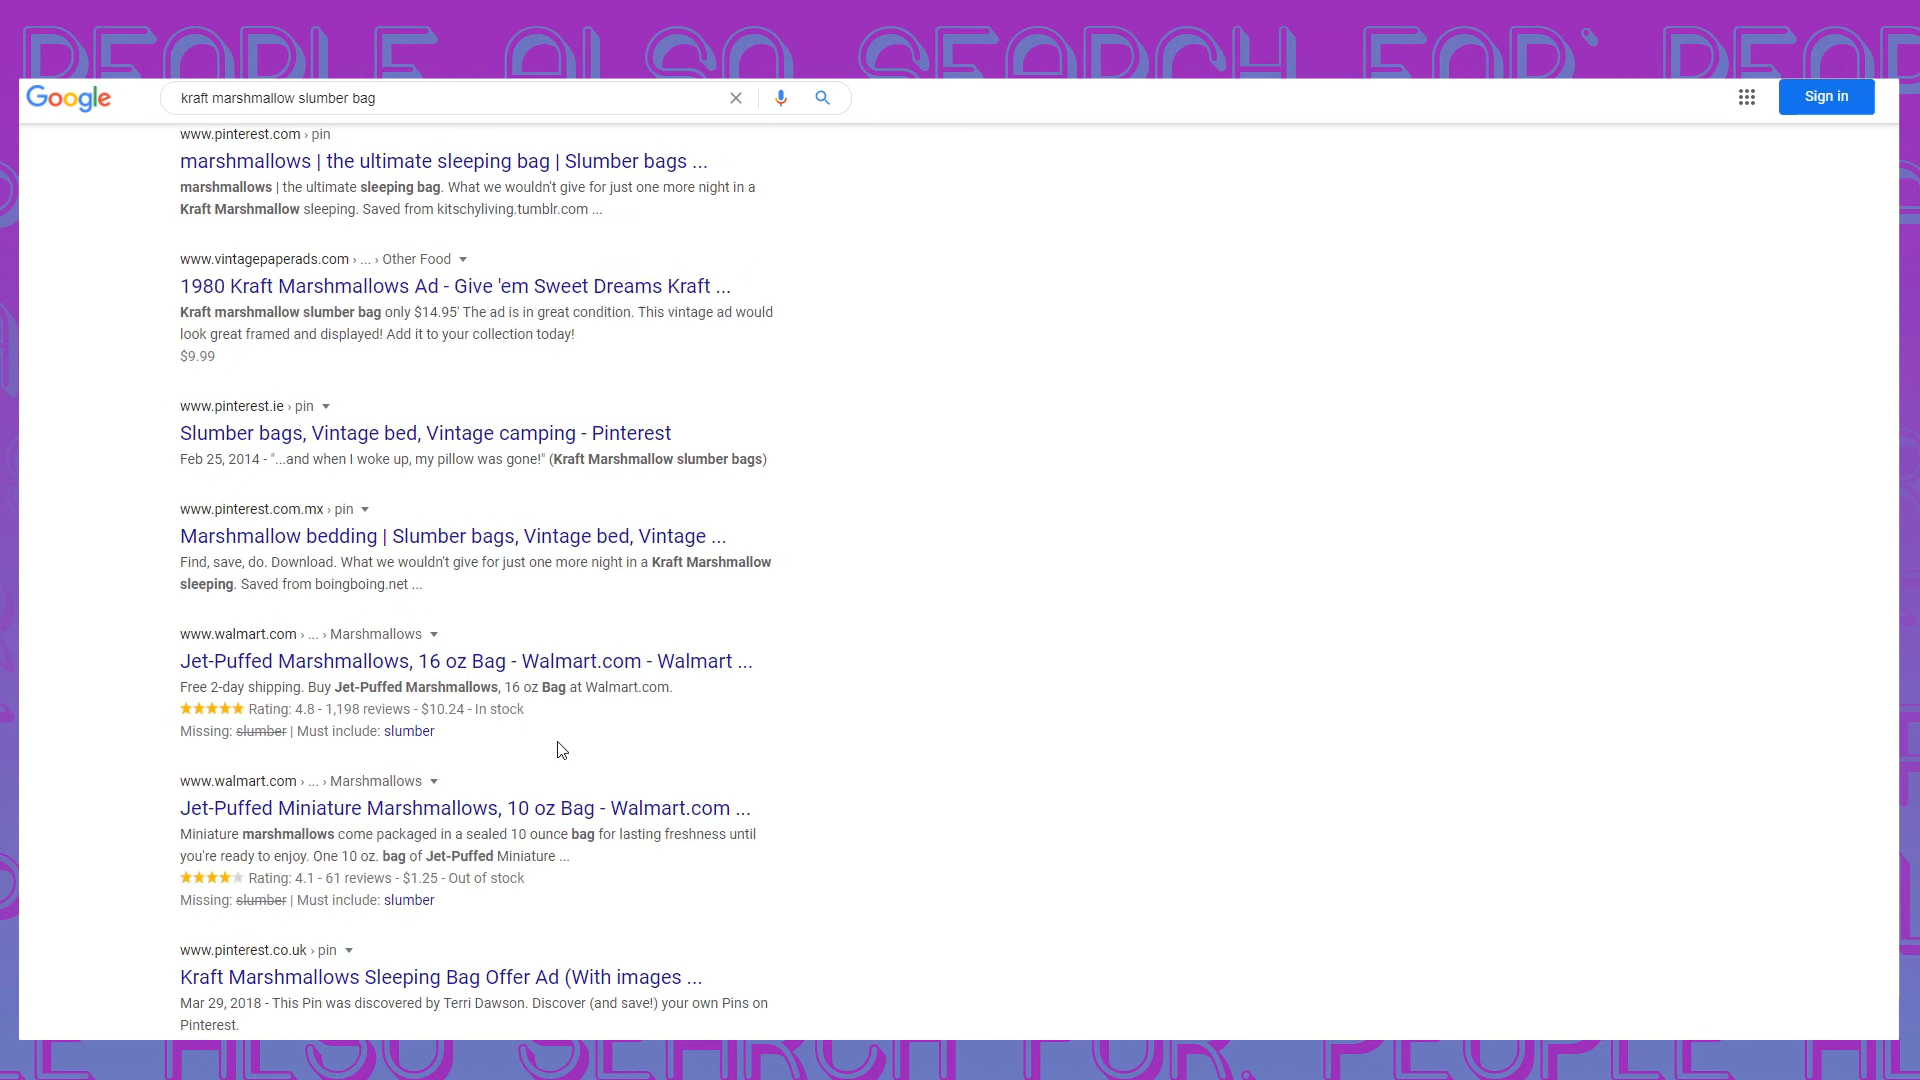 PEOPLE ALSO SEARCH FOR: PEOP
Google
kraft marshmallow slumber bag
Sign in
www.pinterest.com › pin
marshmallows | the ultimate sleeping bag | Slumber bags ...
marshmallows | the ultimate sleeping bag. What we wouldn't give for just one more night in a
Kraft Marshmallow sleeping. Saved from kitschyliving.tumblr.com ...
www.vintagepaperads.com › ... › Other Food
1980 Kraft Marshmallows Ad - Give 'em Sweet Dreams Kraft ...
Kraft marshmallow slumber bag only $14.95' The ad is in great condition. This vintage ad would
look great framed and displayed! Add it to your collection today!
$9.99
www.pinterest.ie › pin
Slumber bags, Vintage bed, Vintage camping - Pinterest
Feb 25, 2014 - "...and when I woke up, my pillow was gone!" (Kraft Marshmallow slumber bags)
www.pinterest.com.mx › pin
Marshmallow bedding | Slumber bags, Vintage bed, Vintage ...
Find, save, do. Download. What we wouldn't give for just one more night in a Kraft Marshmallow
sleeping. Saved from boingboing.net ...
www.walmart.com › ... › Marshmallows
Jet-Puffed Marshmallows, 16 oz Bag - Walmart.com - Walmart ...
Free 2-day shipping. Buy Jet-Puffed Marshmallows, 16 oz Bag at Walmart.com.
Rating: 4.8 - 1,198 reviews - $10.24 - In stock
Missing: slumber | Must include: slumber
www.walmart.com › ... › Marshmallows
Jet-Puffed Miniature Marshmallows, 10 oz Bag - Walmart.com ...
Miniature marshmallows come packaged in a sealed 10 ounce bag for lasting freshness until
you're ready to enjoy. One 10 oz. bag of Jet-Puffed Miniature ...
Rating: 4.1 - 61 reviews - $1.25 - Out of stock
Missing: slumber | Must include: slumber
www.pinterest.co.uk › pin
Kraft Marshmallows Sleeping Bag Offer Ad (With images ...
Mar 29, 2018 - This Pin was discovered by Terri Dawson. Discover (and save!) your own Pins on
Pinterest.
LE ALSO SEARCH FOR: PEOPLE AL